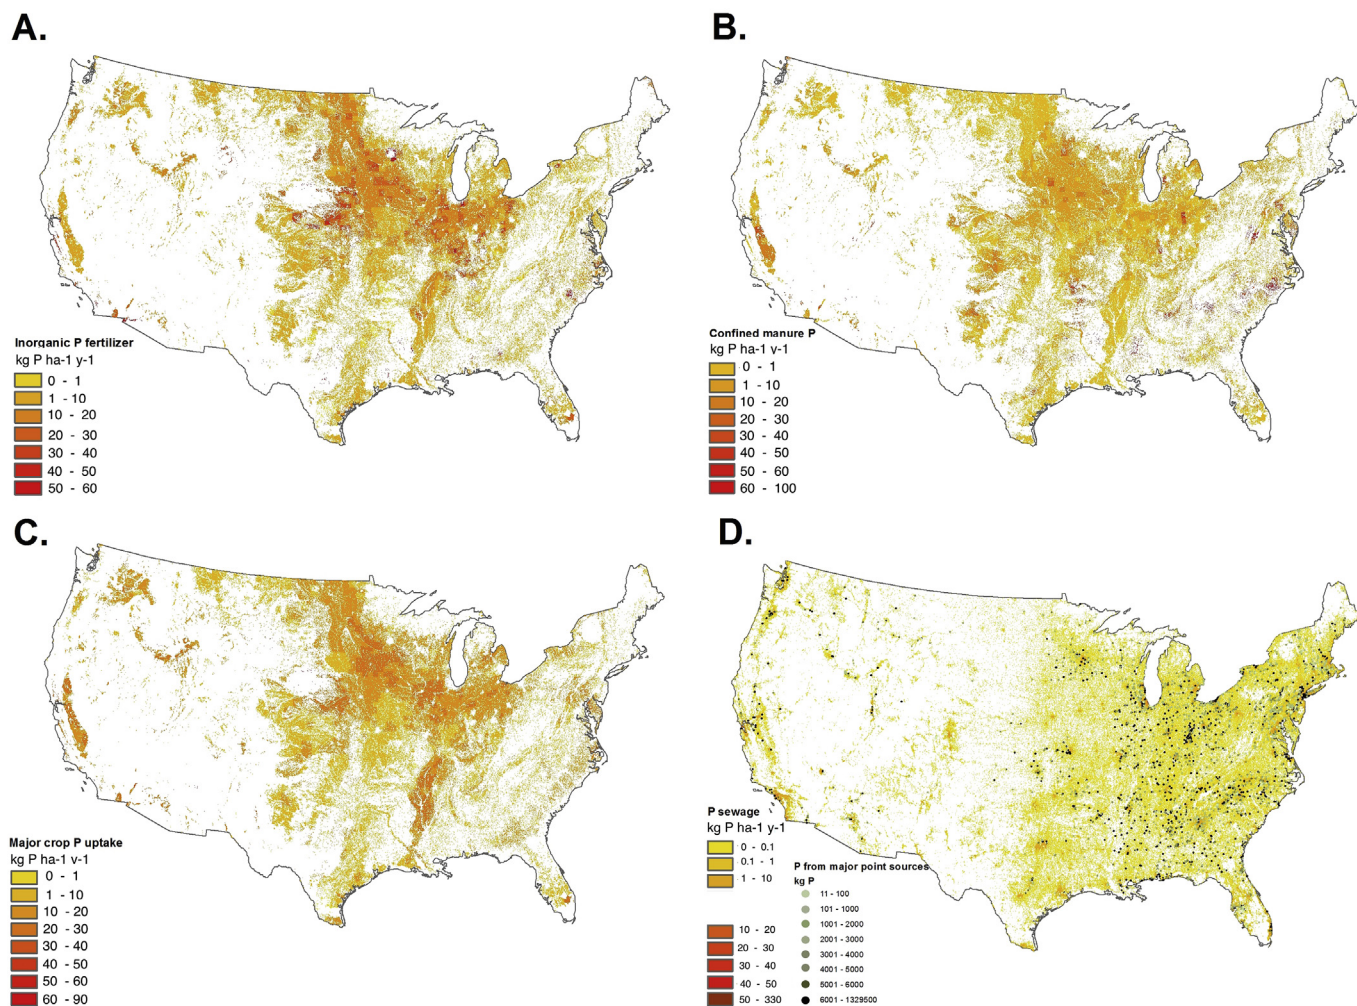 A.
Inorganic P fertilizer
kg P ha-1 y-1
0 - 1
1 - 10
10 - 20
20 - 30
30 - 40
40 - 50
50 - 60
B.
Confined manure P
kg P ha-1 y-1
0 - 1
1 - 10
10 - 20
20 - 30
30 - 40
40 - 50
50 - 60
60 - 100
C.
Major crop P uptake
kg P ha-1 y-1
0 - 1
1 - 10
10 - 20
20 - 30
30 - 40
40 - 50
50 - 60
60 - 90
D.
P sewage
kg P ha-1 y-1
0 - 0.1
0.1 - 1
1 - 10
10 - 20
20 - 30
30 - 40
40 - 50
50 - 330
P from major point sources
kg P
11 - 100
101 - 1000
1001 - 2000
2001 - 3000
3001 - 4000
4001 - 5000
5001 - 6000
6001 - 1329500